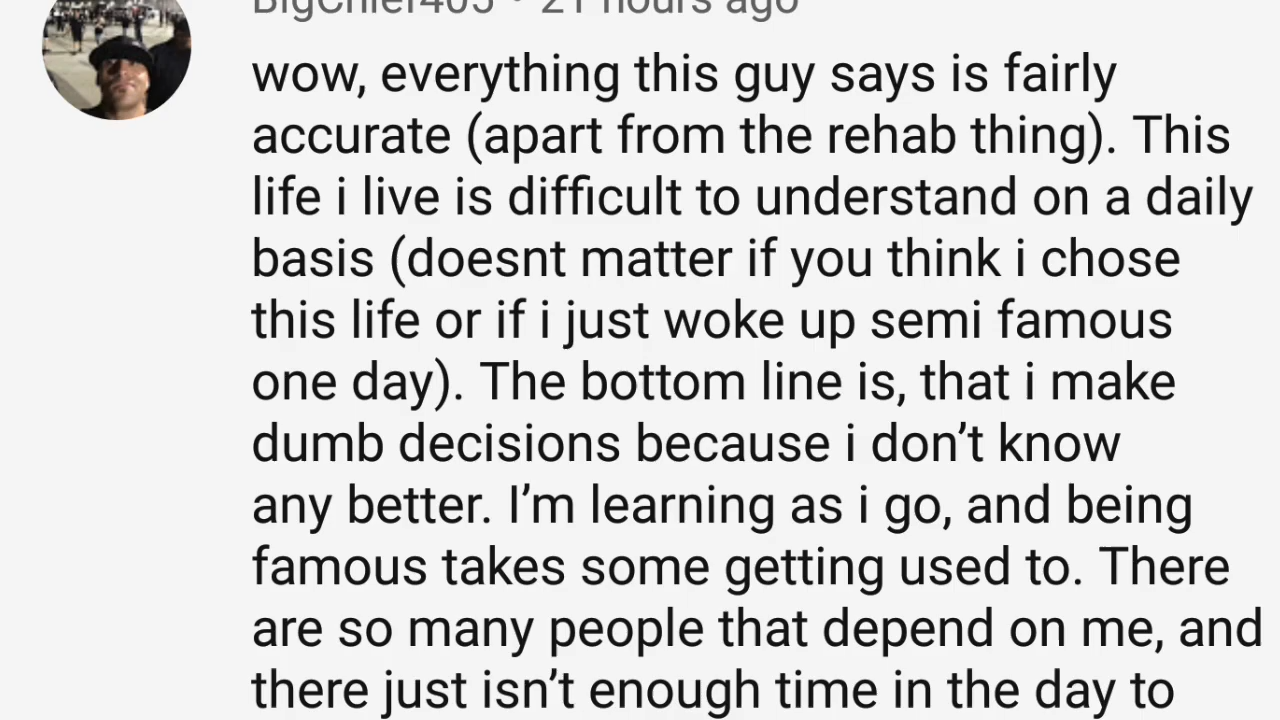 BigChief405 • 21 hours ago
wow, everything this guy says is fairly
accurate (apart from the rehab thing). This
life i live is difficult to understand on a daily
basis (doesnt matter if you think i chose
this life or if i just woke up semi famous
one day). The bottom line is, that i make
dumb decisions because i don’t know
any better. I’m learning as i go, and being
famous takes some getting used to. There
are so many people that depend on me, and
there just isn’t enough time in the day to